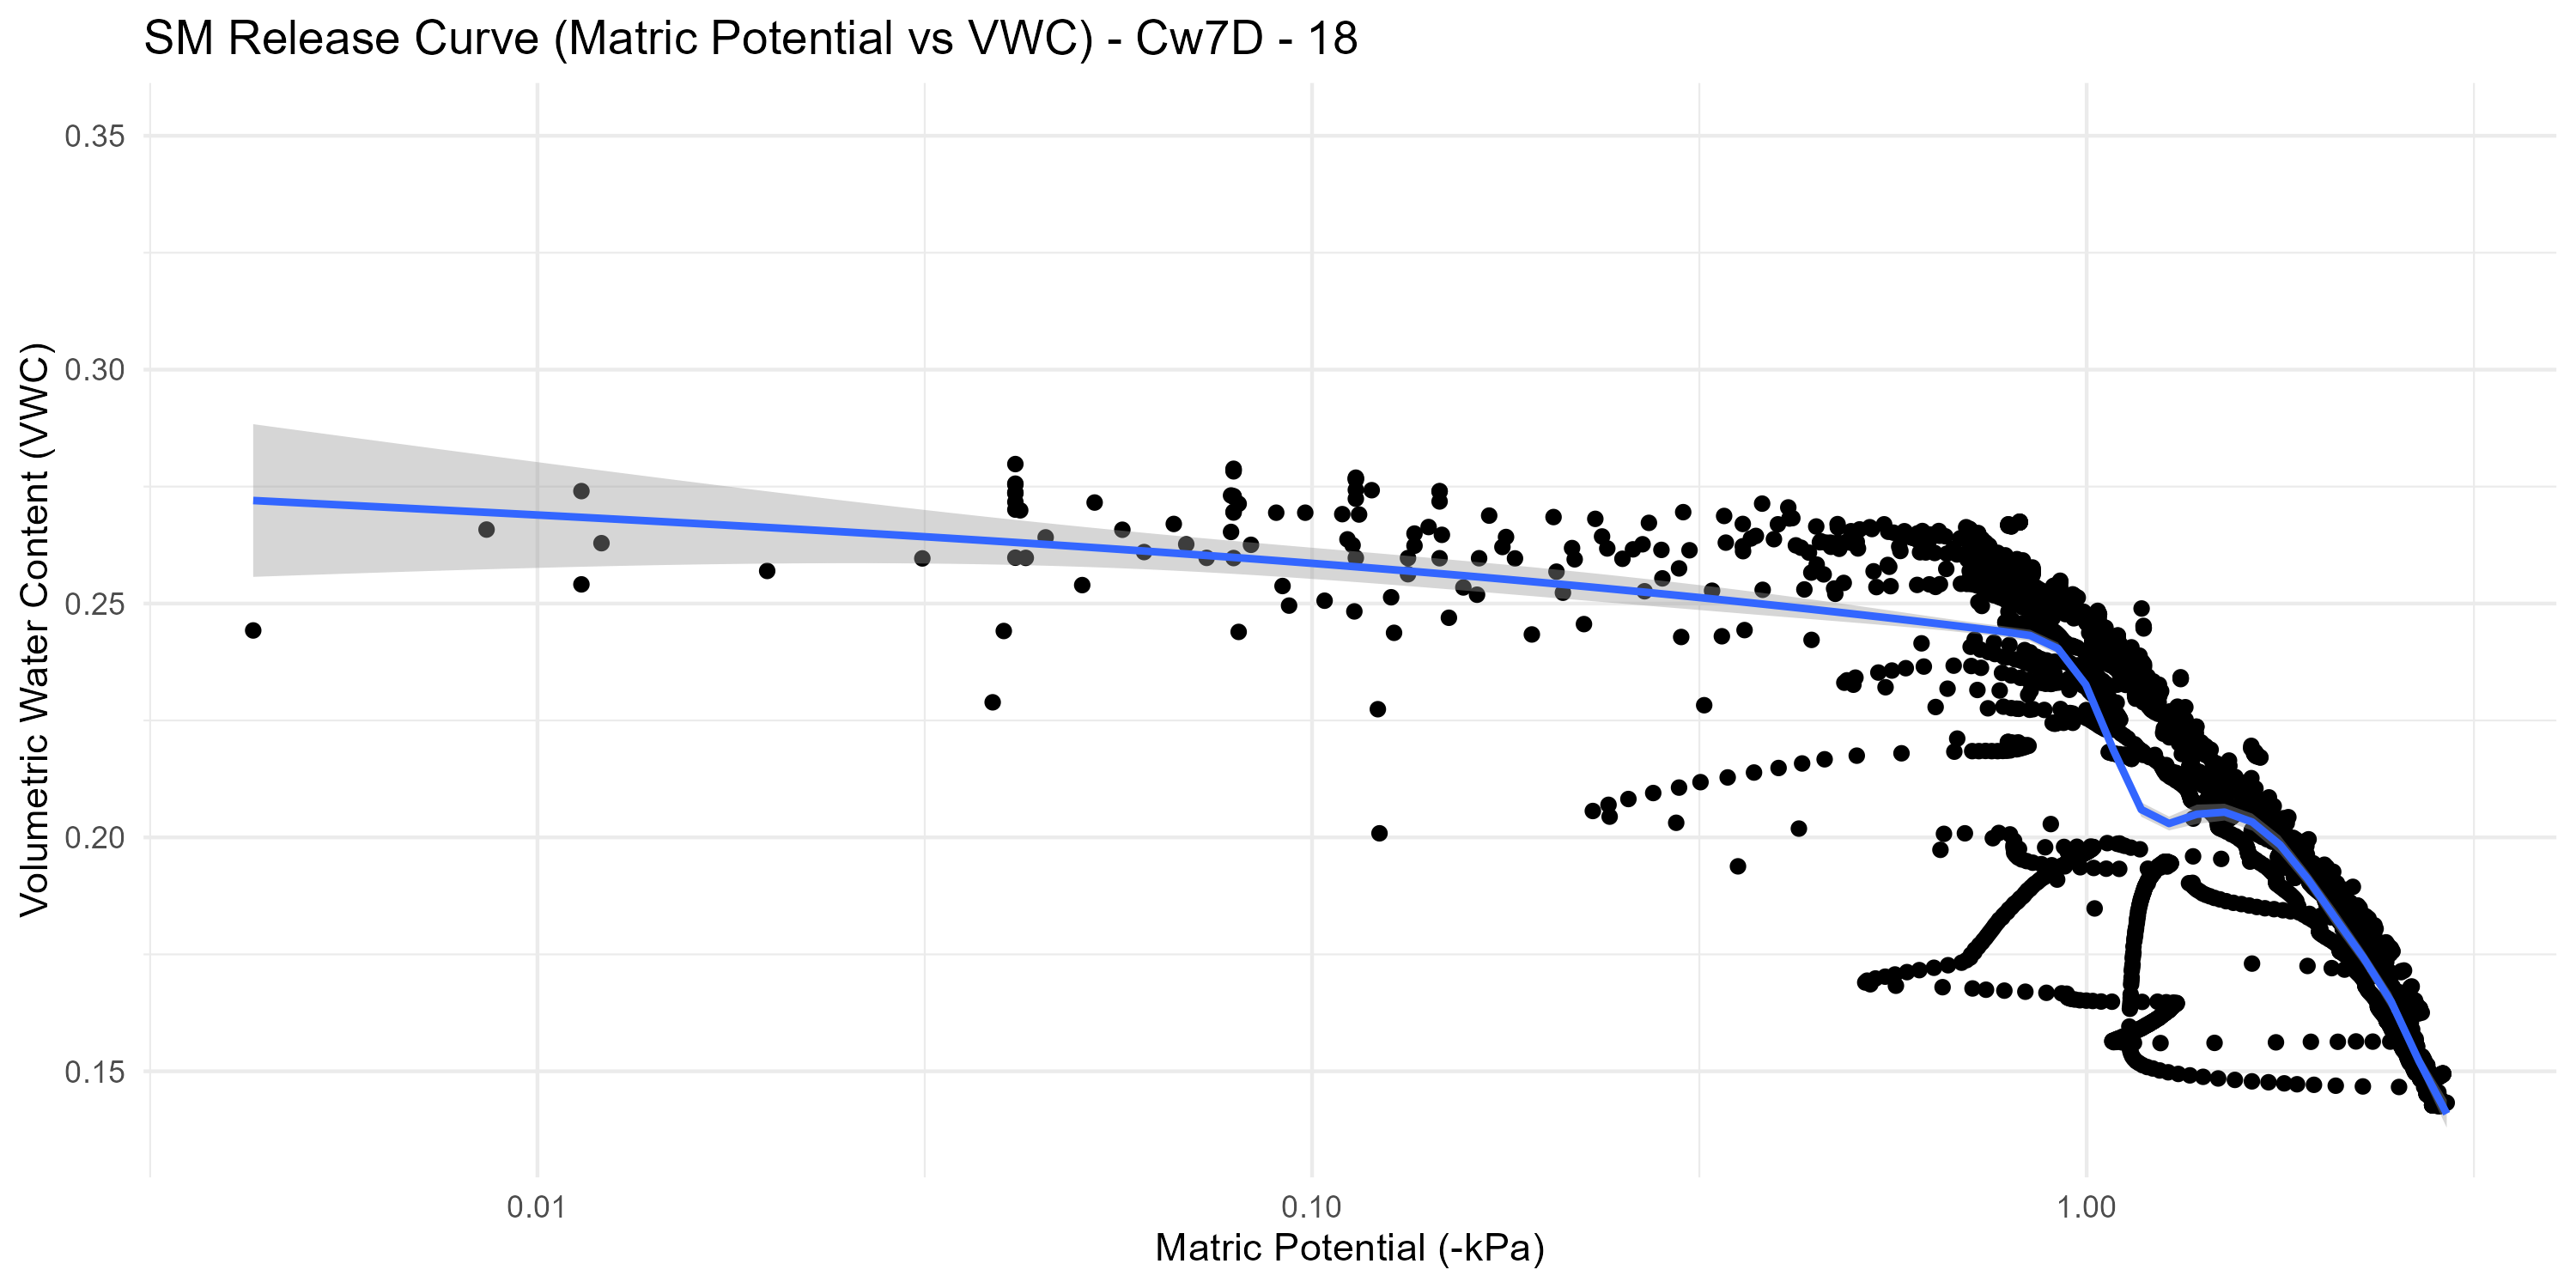 SM Release Curve (Matric Potential vs VWC) - Cw7D - 18
Volumetric Water Content (VWC)
0.35
0.30
0.25
0.20
0.15
0.01
0.10
1.00
Matric Potential (-kPa)